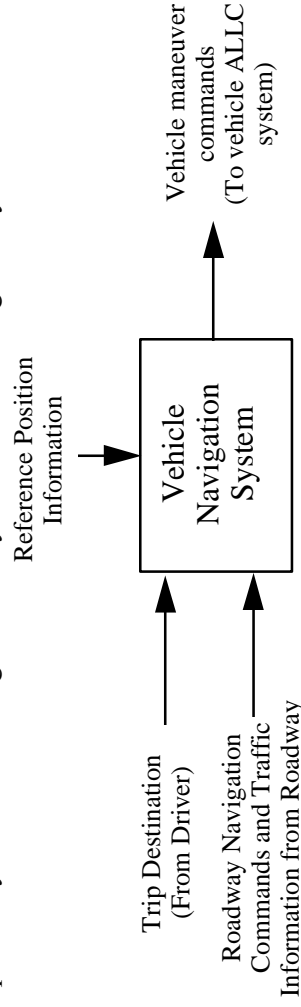 Reference Position
Information
Trip Destination
(From Driver)
Roadway Navigation
Commands and Traffic
Information from Roadway
Vehicle
Navigation
System
Vehicle maneuver
commands
(To vehicle ALLC
system)